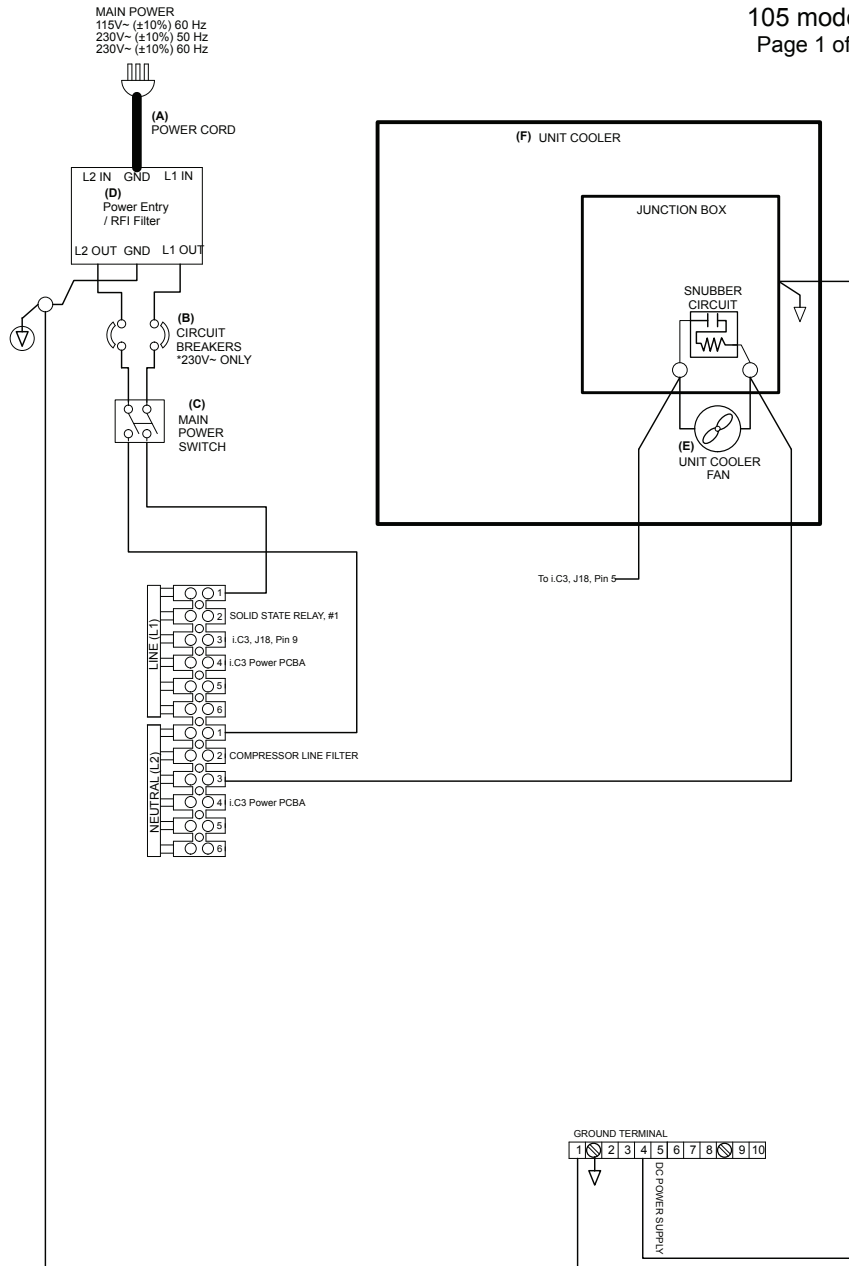 MAIN POWER
115V~ (±10%) 60 Hz
230V~ (±10%) 50 Hz
230V~ (±10%) 60 Hz
105 mode
Page 1 of
(A)
POWER CORD
L2 IN GND L1 IN
(D)
Power Entry
/ RFI Filter
L2 OUT GND L1 OUT
(B)
CIRCUIT
BREAKERS
*230V~ ONLY
(C)
MAIN
POWER
SWITCH
(F) UNIT COOLER
JUNCTION BOX
SNUBBER
CIRCUIT
(E)
UNIT COOLER
FAN
To i.C3, J18, Pin 5
LINE (L1)
1
2 SOLID STATE RELAY, #1
3 i.C3, J18, Pin 9
4 i.C3 Power PCBA
5
6
NEUTRAL (L2)
1
2 COMPRESSOR LINE FILTER
3
4 i.C3 Power PCBA
5
6
GROUND TERMINAL
1 2 3 4 5 6 7 8 9 10
DC POWER SUPPLY